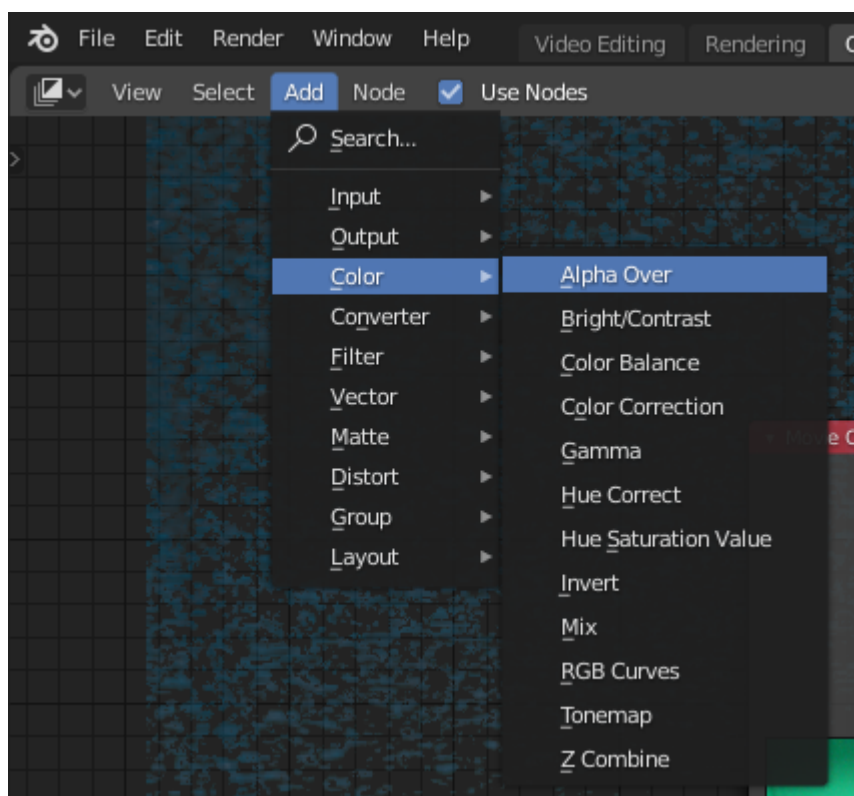 File Edit Render Window Help Video Editing Rendering
View Select Add Node Use Nodes
Search...
Input
Output
Color
Converter
Filter
Vector
Matte
Distort
Group
Layout
Alpha Over
Bright/Contrast
Color Balance
Color Correction
Gamma
Hue Correct
Hue Saturation Value
Invert
Mix
RGB Curves
Tonemap
Z Combine